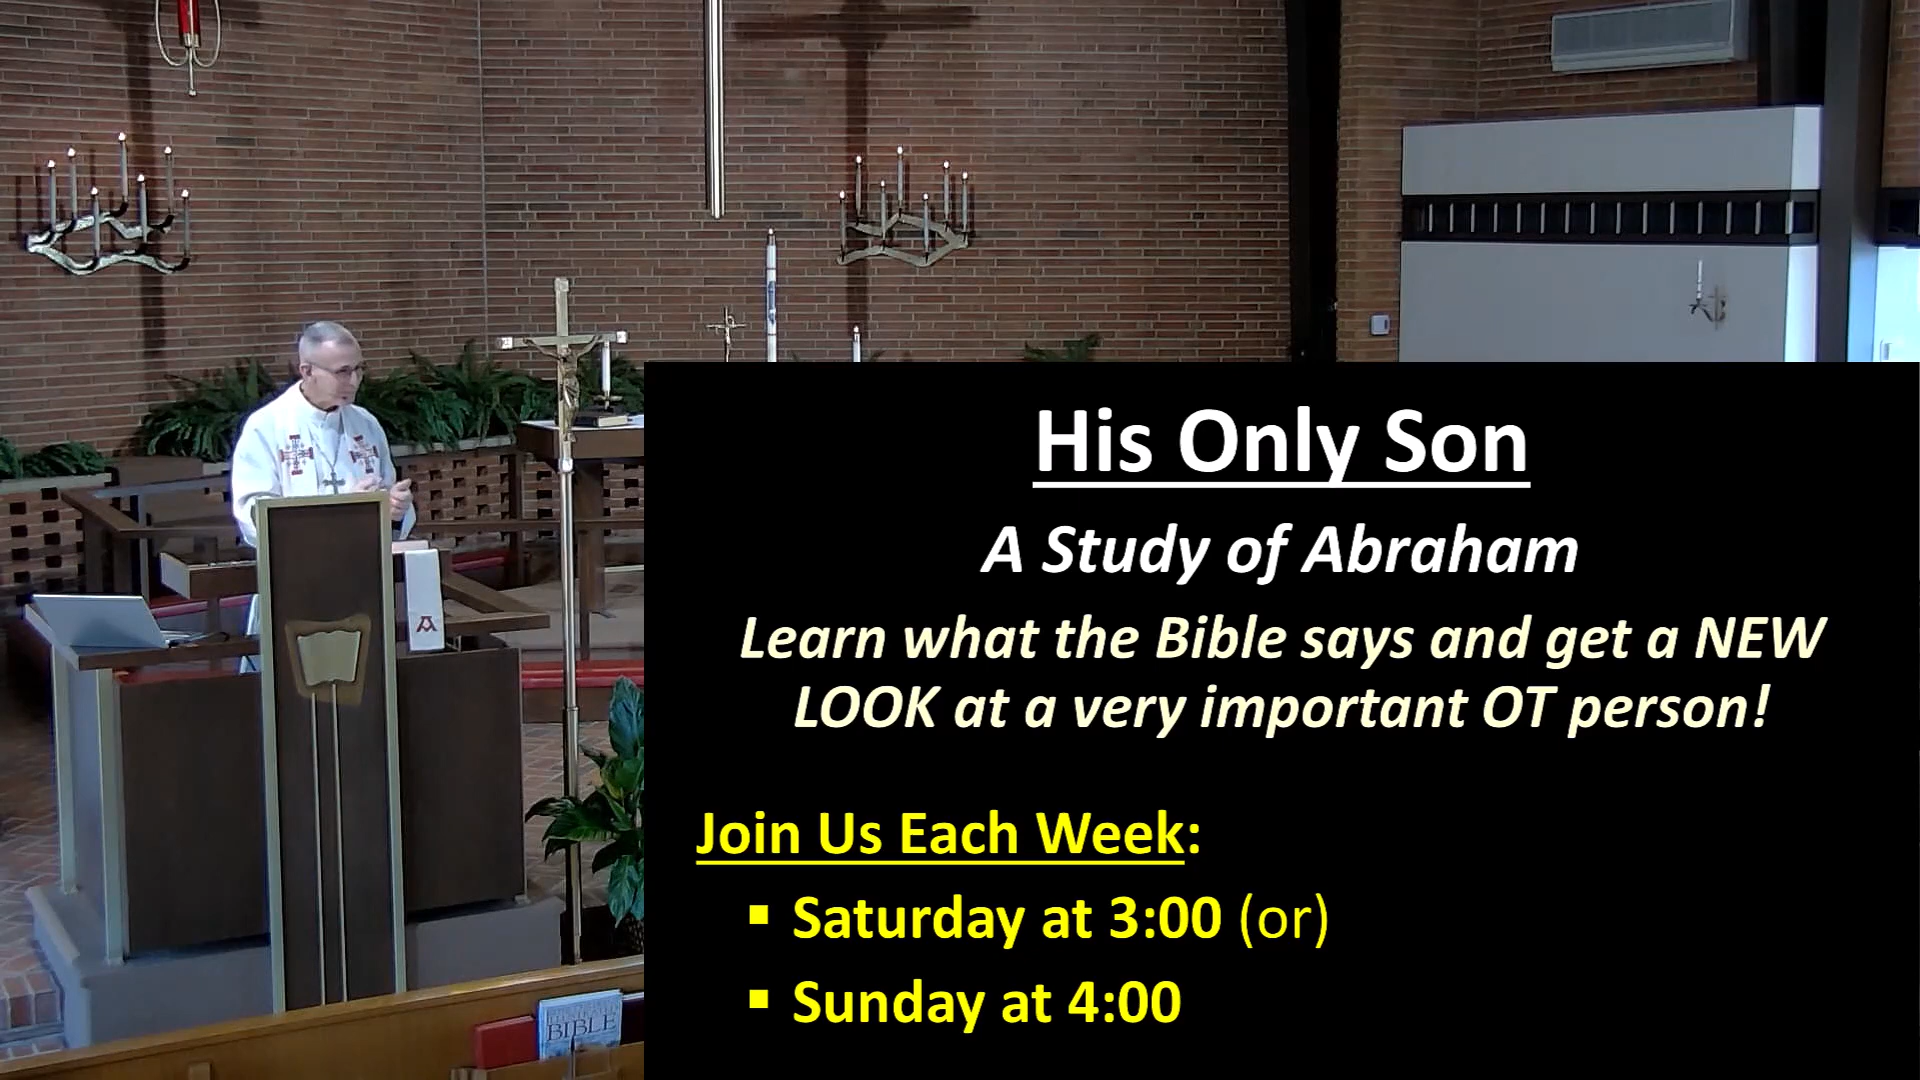 His Only Son
A Study of Abraham
Learn what the Bible says and get a NEW
LOOK at a very important OT person!
Join Us Each Week:
▪ Saturday at 3:00 (or)
▪ Sunday at 4:00
ILLUSTRATED
BIBLE